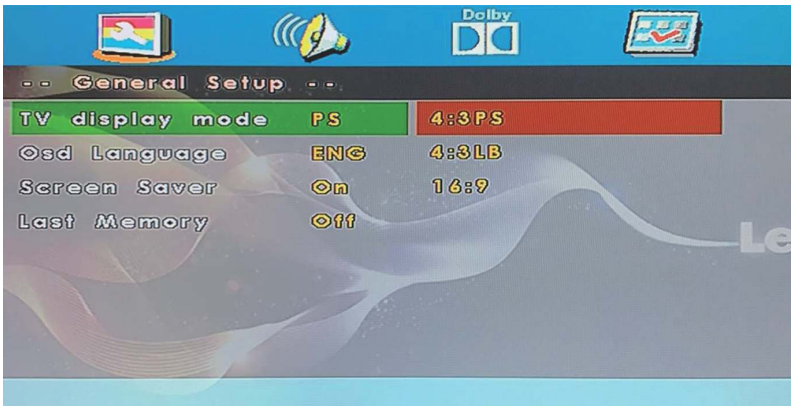 Dolby
-- General Setup --
TV display mode PS 4:3PS
Osd Language ENG 4:3LB
Screen Saver On 16:9
Last Memory Off
Le